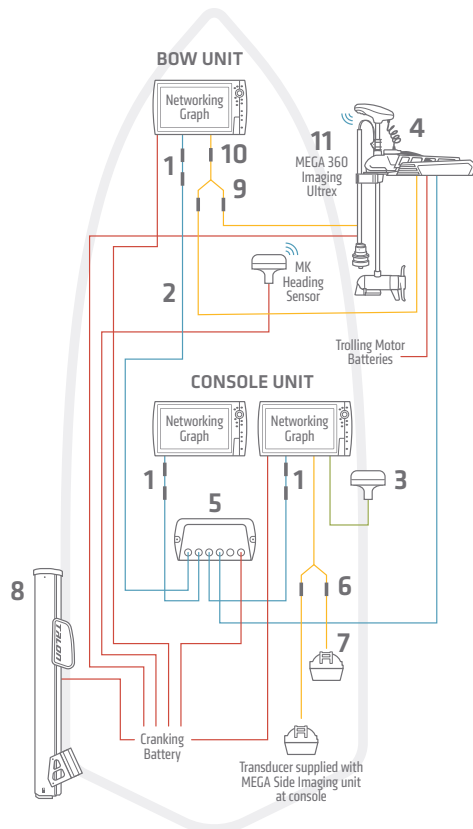 BOW UNIT
Networking
Graph
1
10
9
11
MEGA 360
Imaging
Ultrex
4
2
MK
Heading
Sensor
Trolling Motor
Batteries
CONSOLE UNIT
Networking
Graph
Networking
Graph
1
1
3
5
6
7
8
TALON
Cranking
Battery
Transducer supplied with
MEGA Side Imaging unit
at console